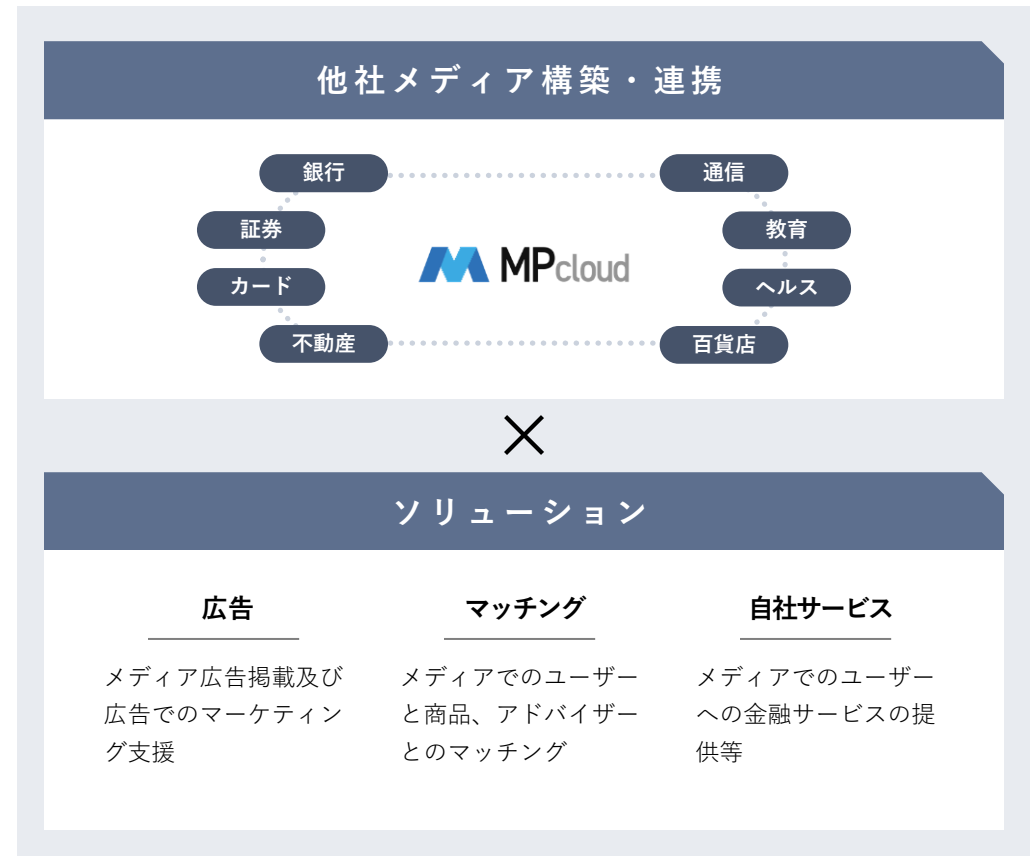 他社メディア構築・連携
銀行
通信
証券
教育
MPcloud
カード
ヘルス
不動産
百貨店
×
ソリューション
広告
メディア広告掲載及び
広告でのマーケティン
グ支援
マッチング
メディアでのユーザー
と商品、アドバイザー
とのマッチング
自社サービス
メディアでのユーザー
への金融サービスの提
供等